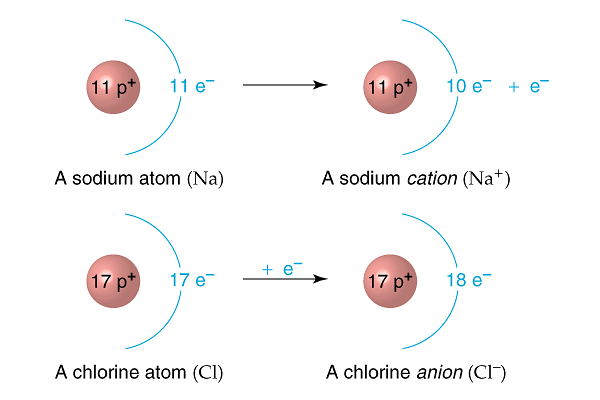 11 p⁺ 11 e⁻ 11 p⁺ 10 e⁻ + e⁻
A sodium atom (Na) A sodium cation (Na⁺)
+ e⁻
17 p⁺ 17 e⁻ 17 p⁺ 18 e⁻
A chlorine atom (Cl) A chlorine anion (Cl⁻)